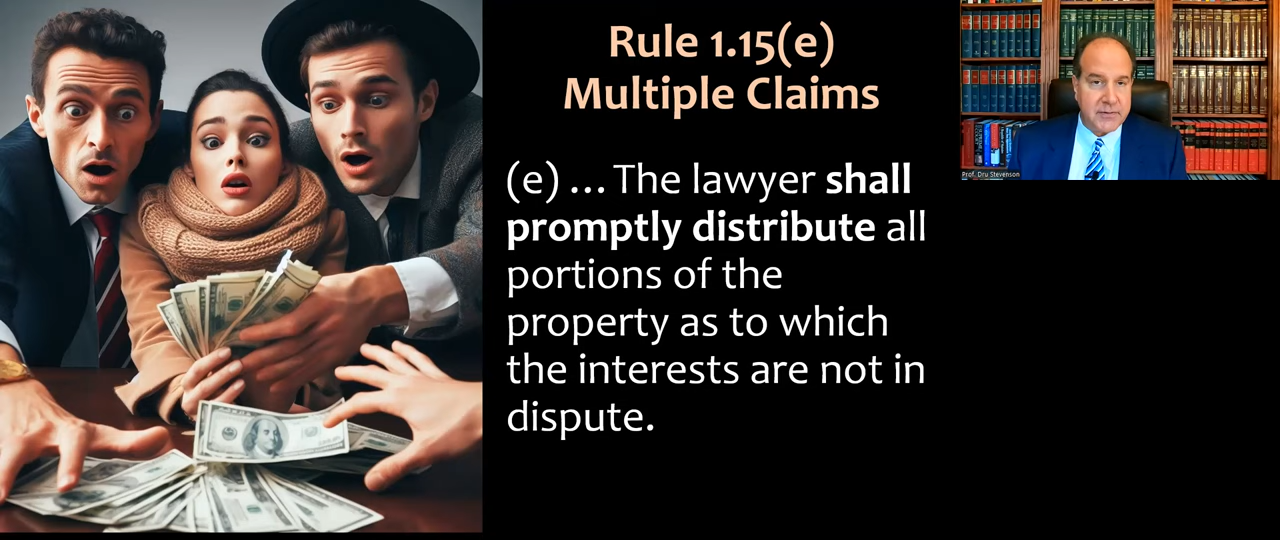 Rule 1.15(e)
Multiple Claims
(e) ... The lawyer shall
promptly distribute all
portions of the
property as to which
the interests are not in
dispute.
Prof. Dru Stevenson